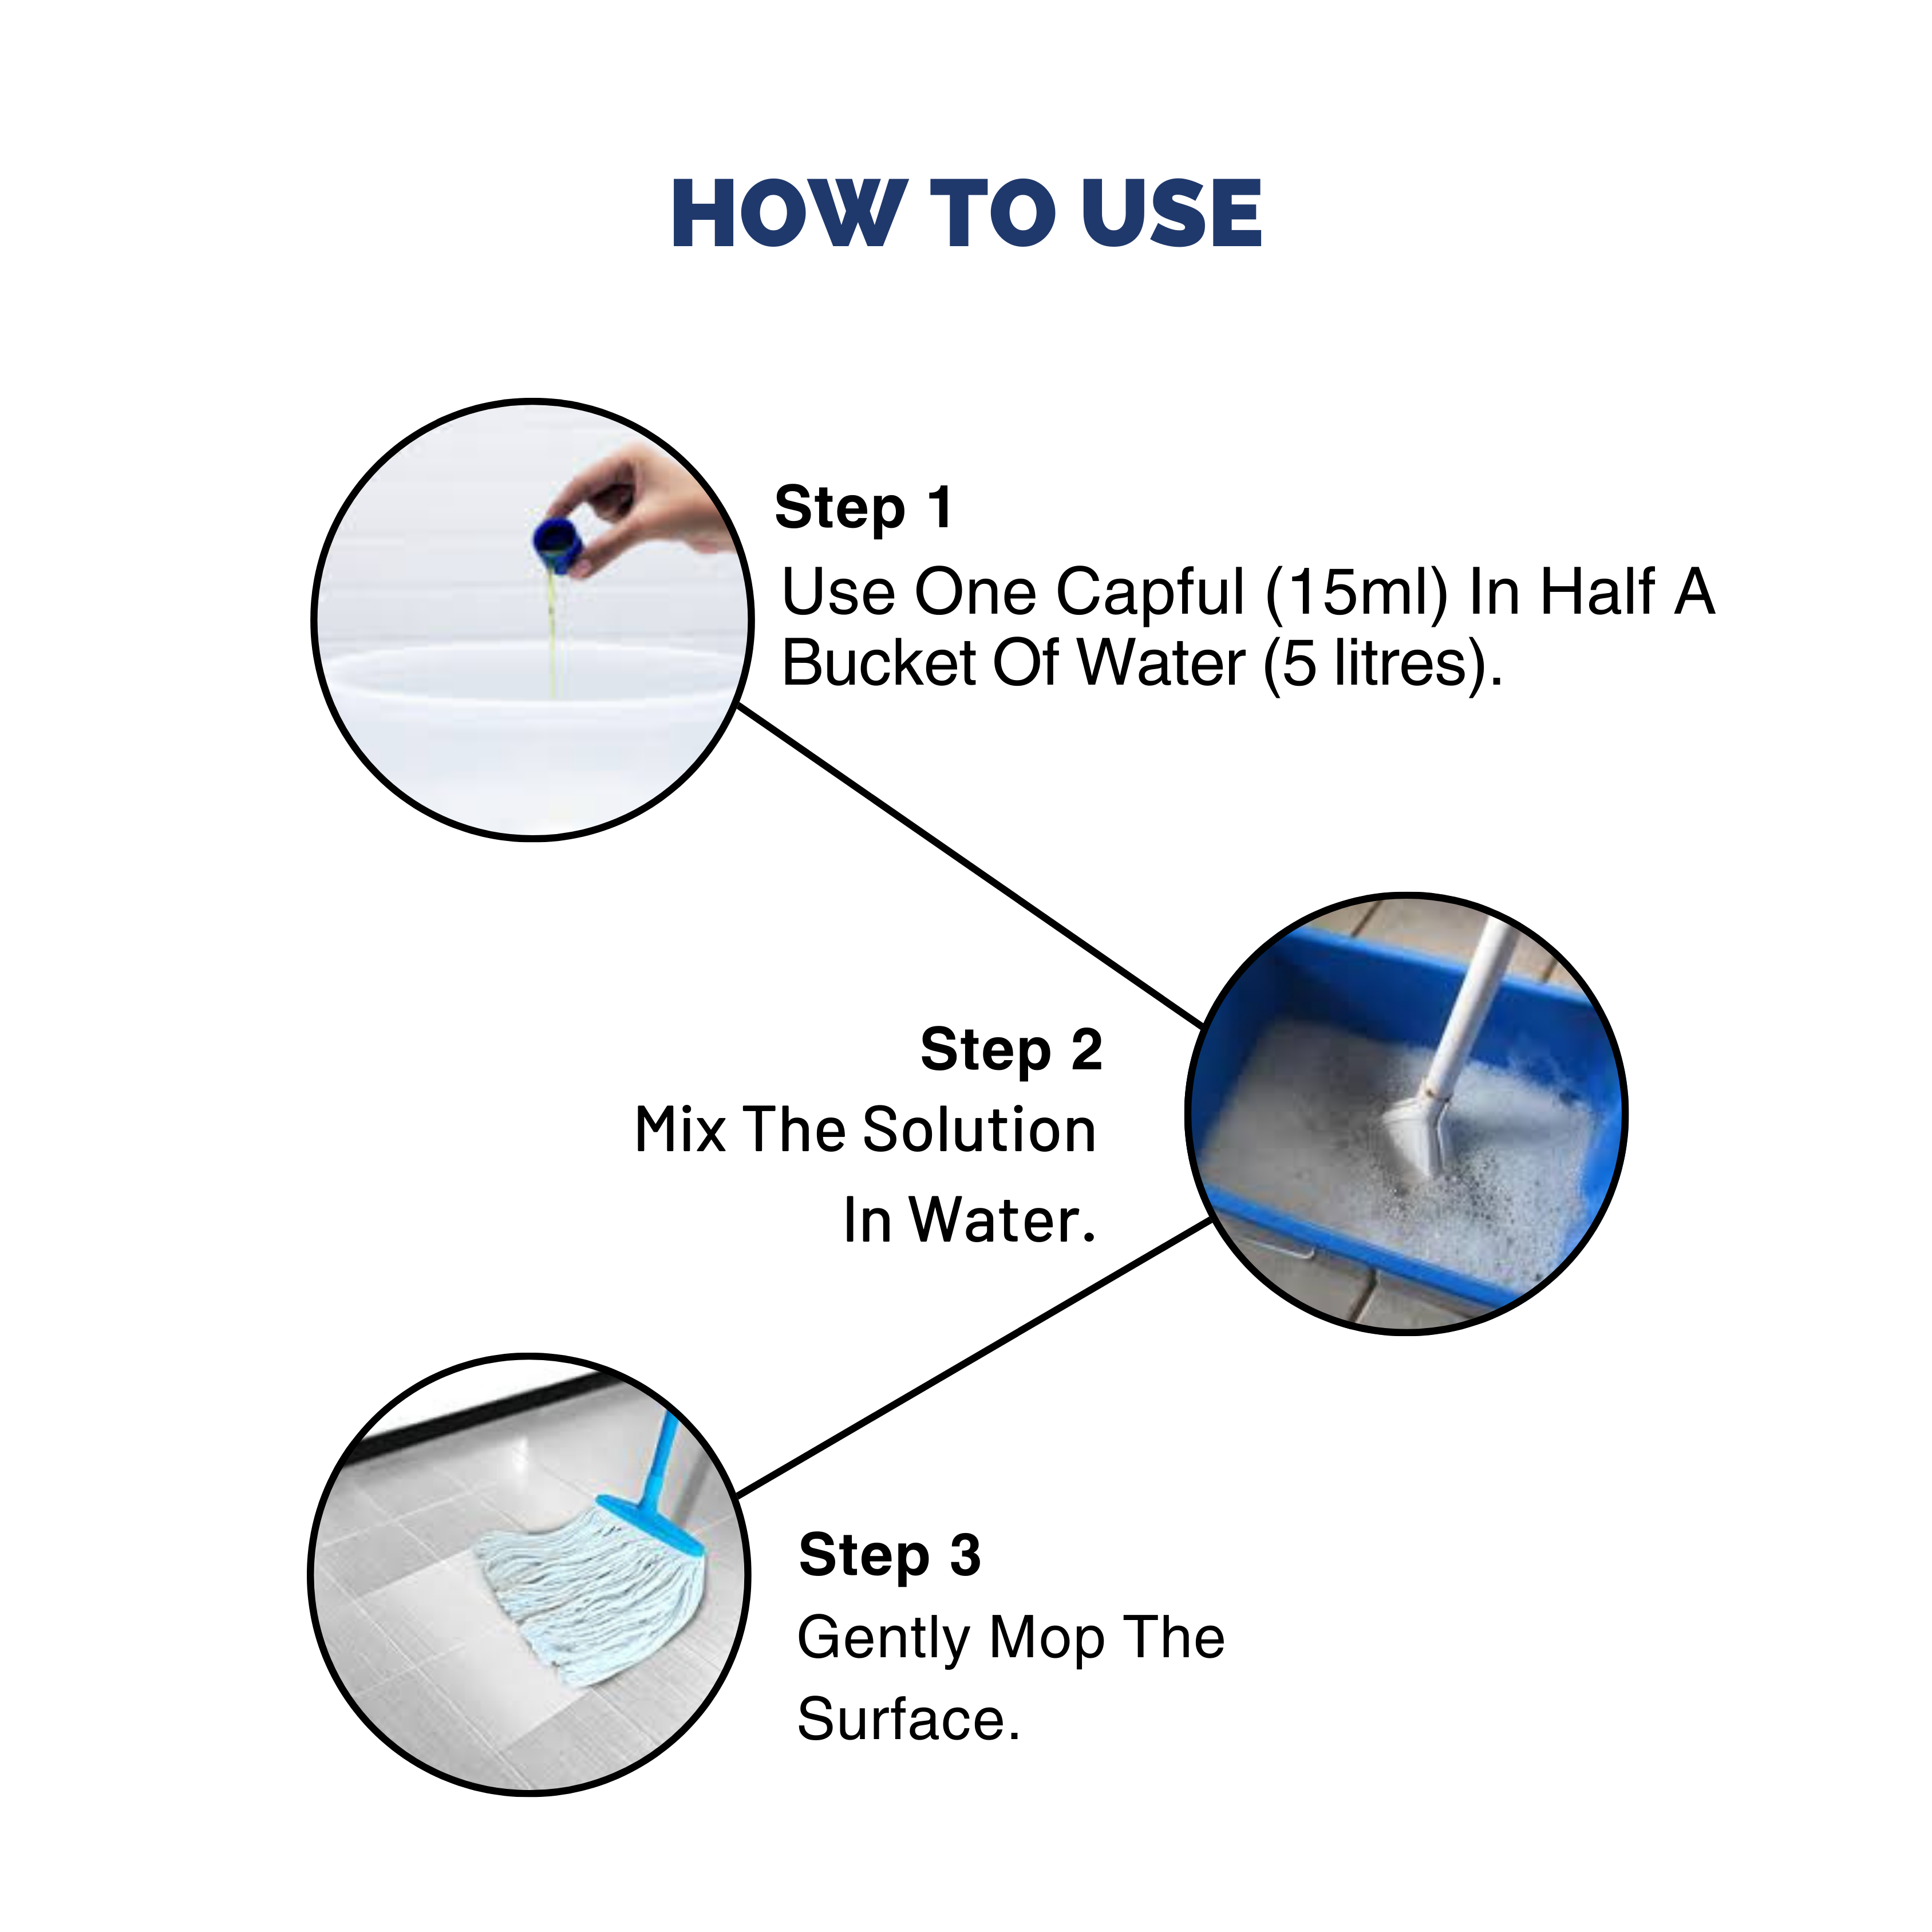 HOW TO USE
Step 1
Use One Capful (15ml) In Half A
Bucket Of Water (5 litres).
Step 2
Mix The Solution
In Water.
Step 3
Gently Mop The
Surface.